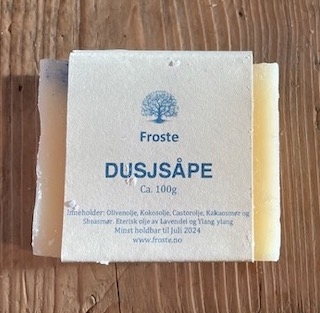 Froste
DUSJSÅPE
Ca. 100g
Inneholder: Olivenolje, Kokosolje, Castorolje, Kakaosmør og
Sheasmør. Eterisk olje av Lavendel og Ylang ylang
Minst holdbar til Juli 2024
www.froste.no